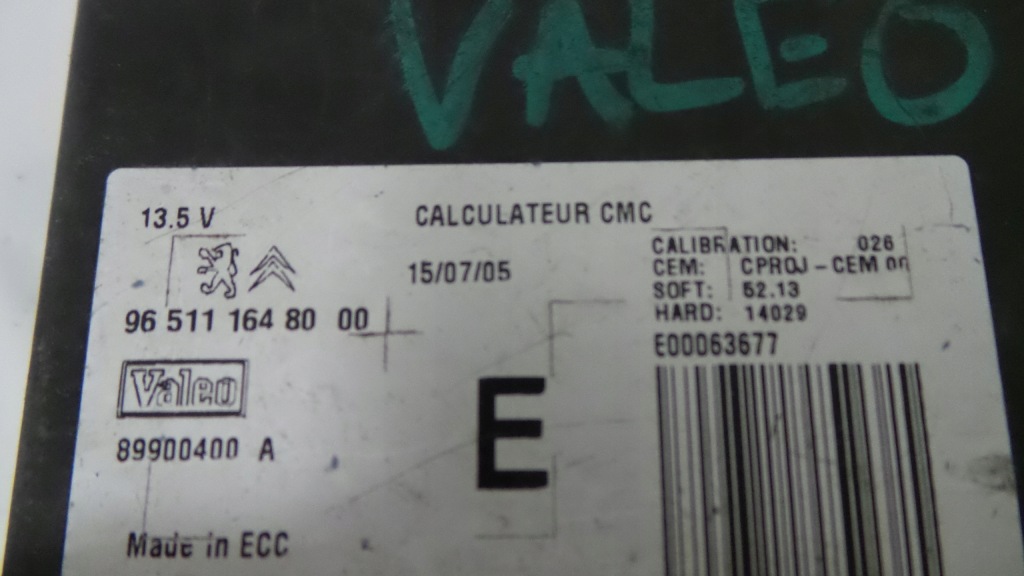 VALEO
13.5 V
CALCULATEUR CMC
15/07/05
CALIBRATION: 026
CEM: CPROJ - CEM
SOFT: 52.13
HARD: 14029
E00063677
96 511 164 80 00
Valeo
89900400 A
E
Made in ECC